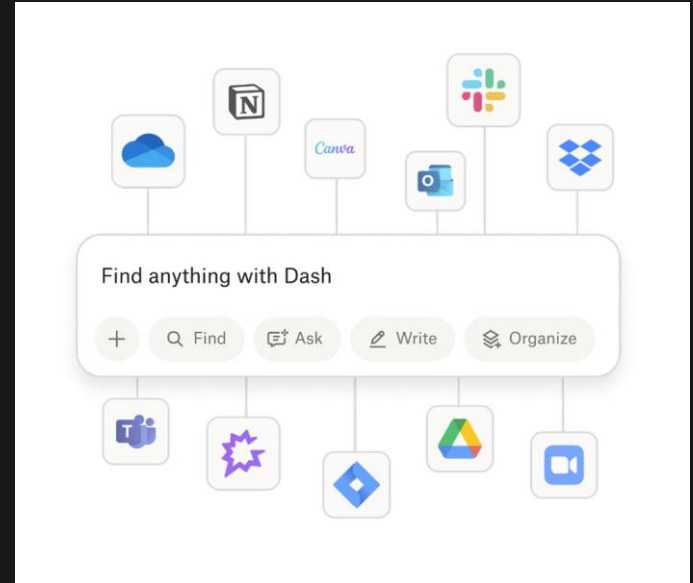 N
Canva
O
Find anything with Dash
Find
Ask
Write
Organize
T